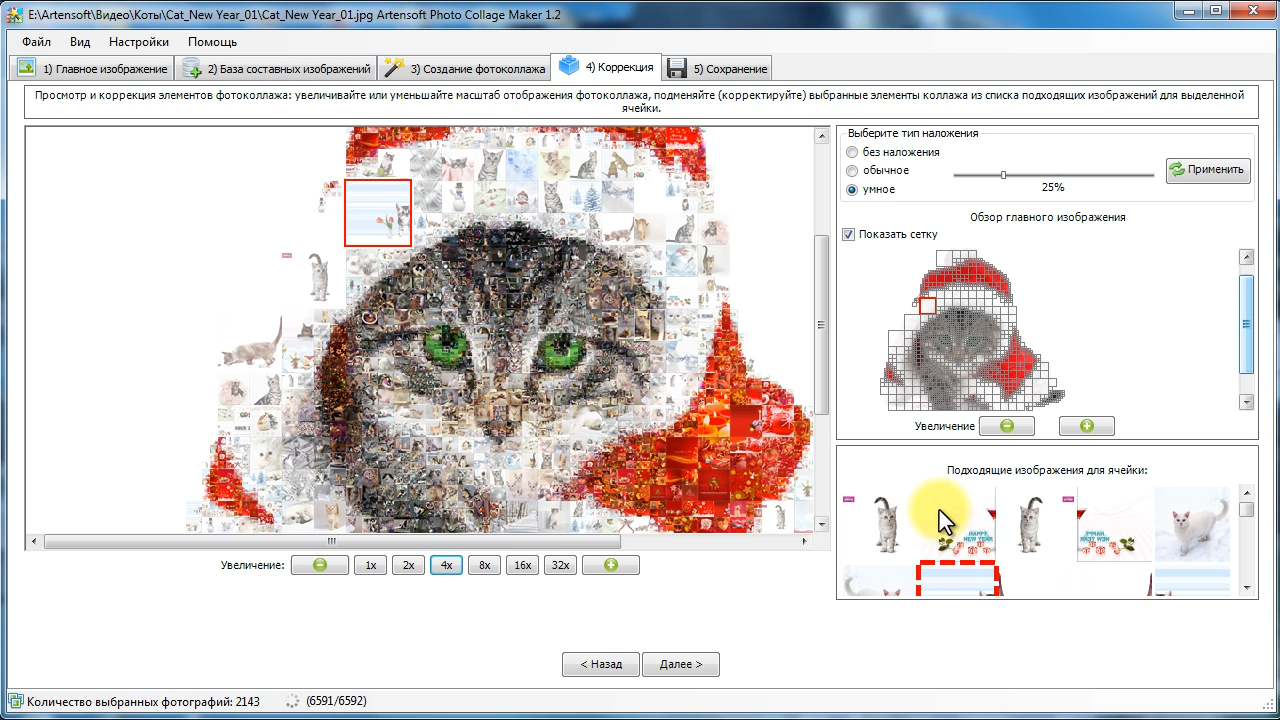 E:\Artensoft\Видео\Коты\Cat_New Year_01\Cat_New Year_01.jpg Artensoft Photo Collage Maker 1.2
Файл Вид Настройки Помощь
1) Главное изображение 2) База составных изображений 3) Создание фотоколлажа 4) Коррекция 5) Сохранение
Просмотр и коррекция элементов фотоколлажа: увеличивайте или уменьшайте масштаб отображения фотоколлажа, подменяйте (корректируйте) выбранные элементы коллажа из списка подходящих изображений для выделенной
ячейки.
Выберите тип наложения
без наложения
обычное
умное
25%
Применить
Обзор главного изображения
Показать сетку
Увеличение
Подходящие изображения для ячейки:
HAPPY
NEW YEAR
Увеличение: 1x 2x 4x 8x 16x 32x
< Назад Далее >
Количество выбранных фотографий: 2143 (6591/6592)